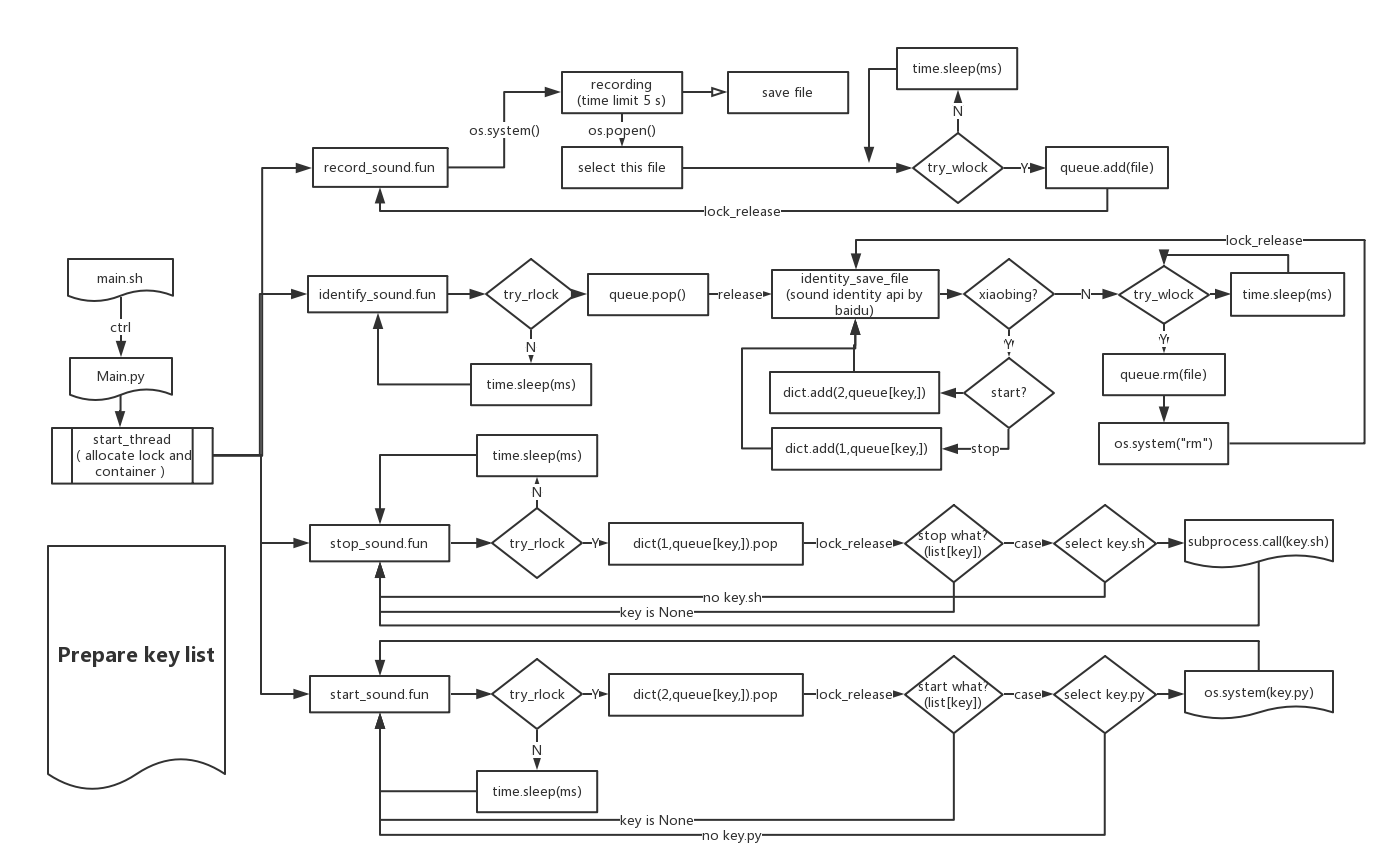 time.sleep(ms)
recording
(time limit 5 s)
save file
N
os.system()
os.popen()
record_sound.fun
select this file
try_wlock
Y
queue.add(file)
lock_release
lock_release
main.sh
identify_sound.fun
try_rlock
queue.pop()
release
identity_save_file
(sound identity api by
baidu)
xiaobing?
N
try_wlock
time.sleep(ms)
ctrl
N
Y
Y
Main.py
time.sleep(ms)
dict.add(2,queue[key,])
start?
queue.rm(file)
start_thread
( allocate lock and
container )
dict.add(1,queue[key,])
stop
os.system("rm")
time.sleep(ms)
N
stop_sound.fun
try_rlock
Y
dict(1,queue[key,]).pop
lock_release
stop what?
(list[key])
case
select key.sh
subprocess.call(key.sh)
no key.sh
key is None
Prepare key list
start_sound.fun
try_rlock
Y
dict(2,queue[key,]).pop
lock_release
start what?
(list[key])
case
select key.py
os.system(key.py)
N
time.sleep(ms)
key is None
no key.py